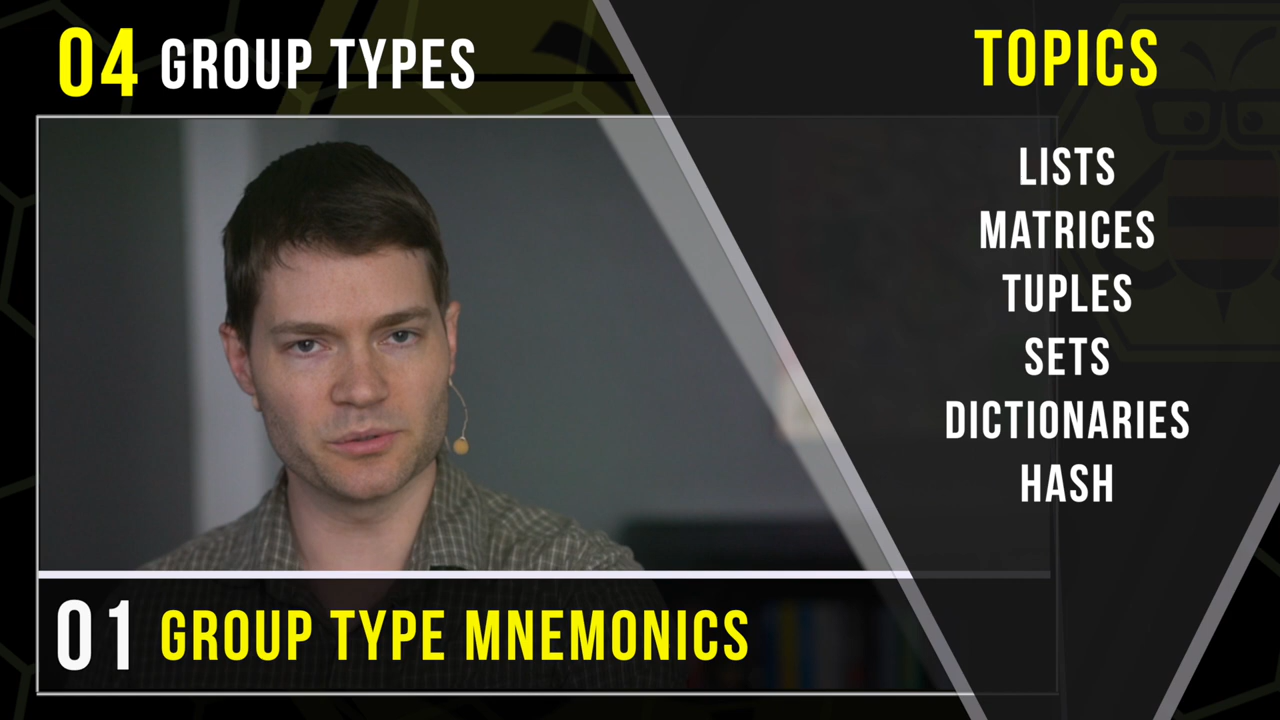 04 GROUP TYPES
01 GROUP TYPE MNEMONICS
TOPICS
LISTS
MATRICES
TUPLES
SETS
DICTIONARIES
HASH